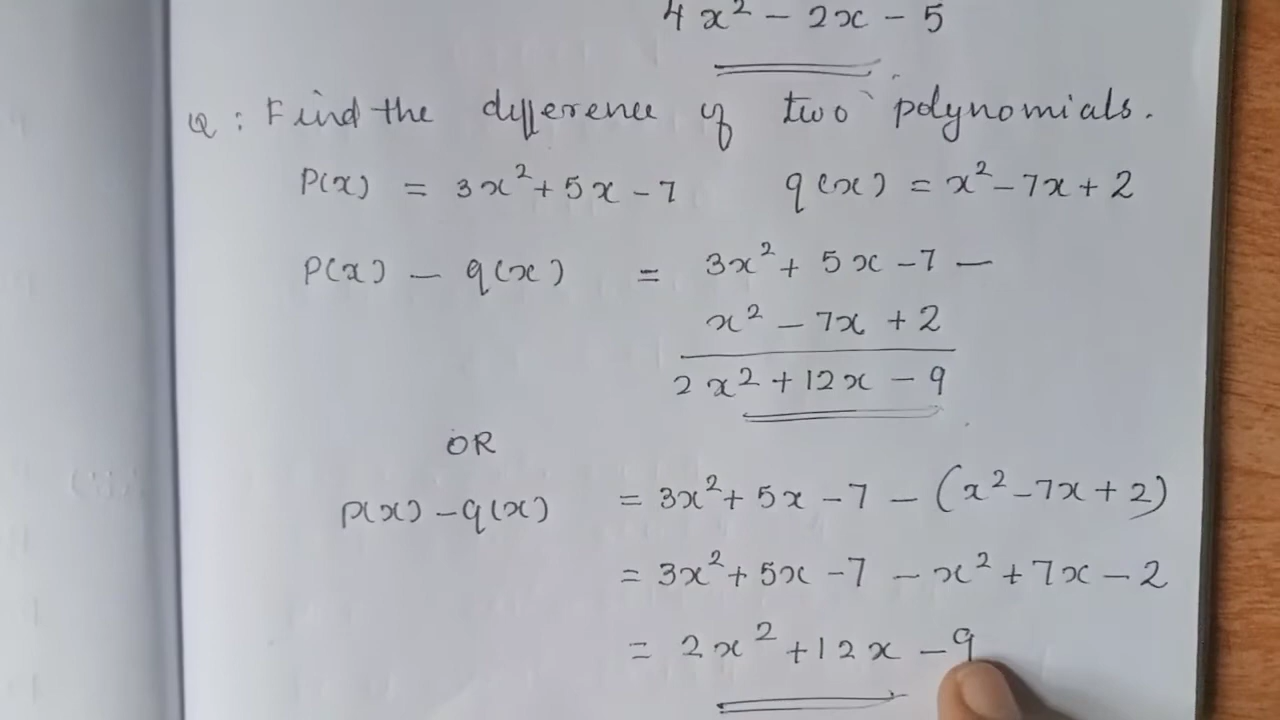 4x² - 2x - 5
Q : Find the difference of two polynomials.
P(x) = 3x² + 5x - 7 q(x) = x² - 7x + 2
P(x) - q(x) = 3x² + 5x - 7 -
x² - 7x + 2
2x² + 12x - 9
OR
P(x) - q(x) = 3x² + 5x - 7 - (x² - 7x + 2)
= 3x² + 5x - 7 - x² + 7x - 2
= 2x² + 12x - 9